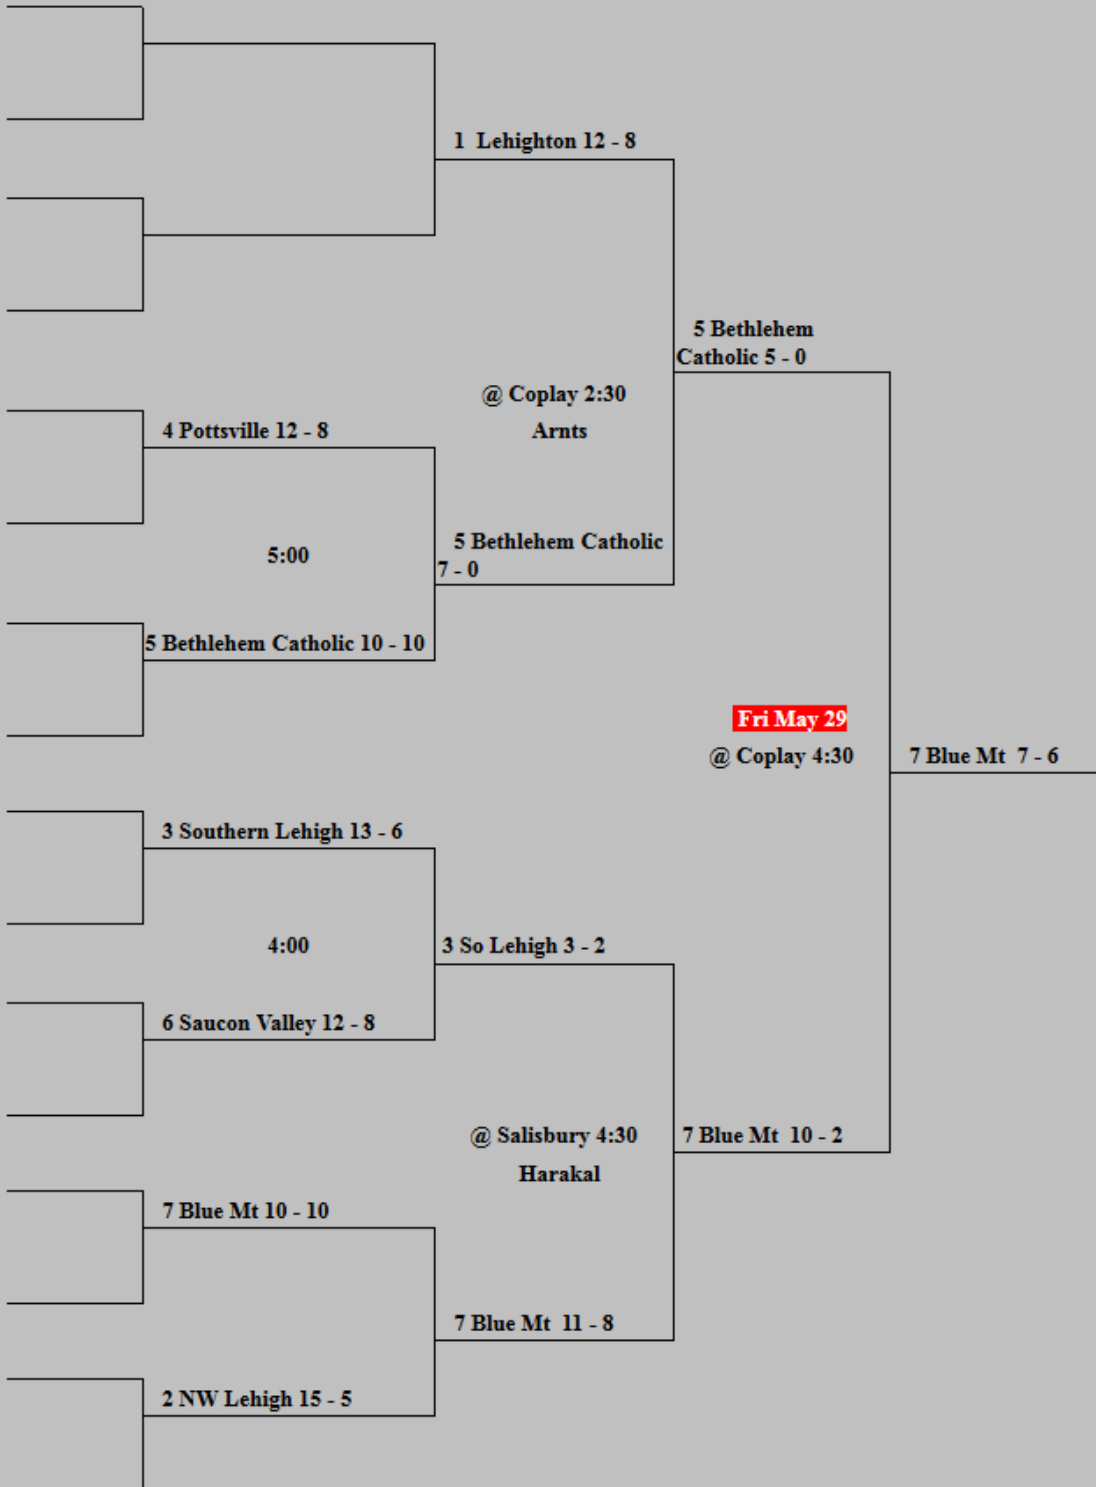 1  Lehighton 12 - 8
5 Bethlehem
Catholic 5 - 0
@ Coplay 2:30
Arnts
4 Pottsville 12 - 8
5:00
5 Bethlehem Catholic
7 - 0
5 Bethlehem Catholic 10 - 10
Fri May 29
@ Coplay 4:30
7 Blue Mt  7 - 6
3 Southern Lehigh 13 - 6
4:00
3 So Lehigh 3 - 2
6 Saucon Valley 12 - 8
@ Salisbury 4:30
Harakal
7 Blue Mt  10 - 2
7 Blue Mt 10 - 10
7 Blue Mt  11 - 8
2 NW Lehigh 15 - 5